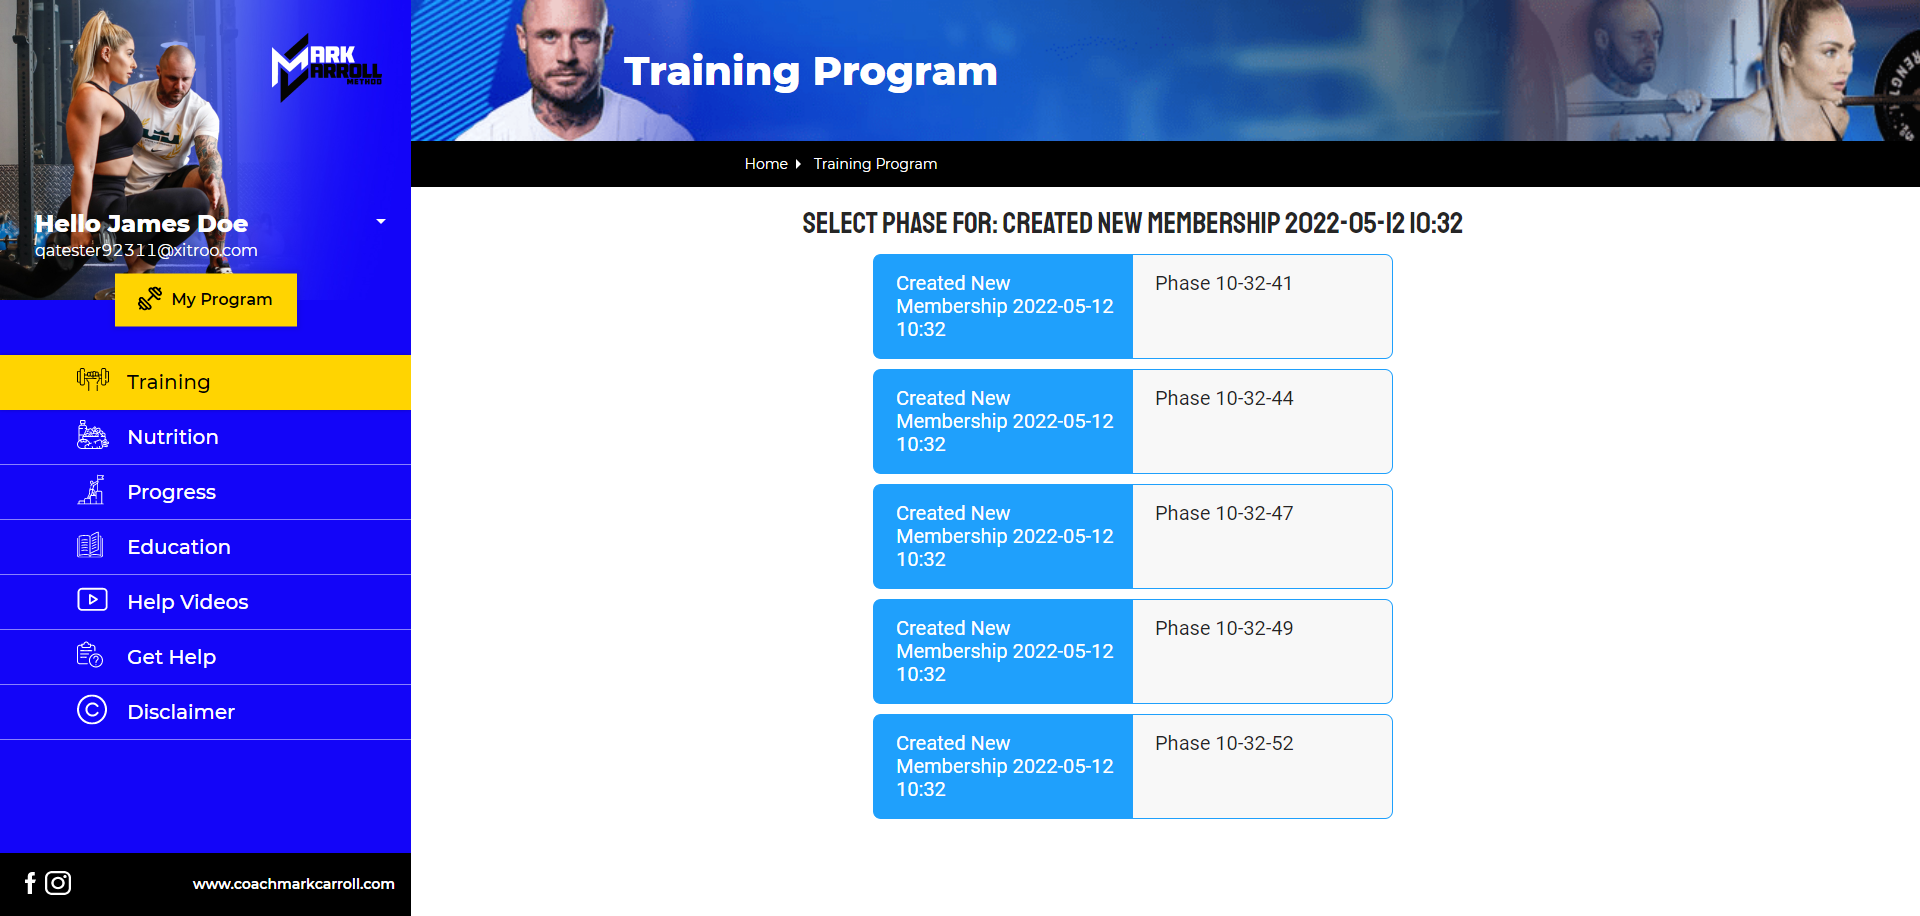 MARK
CARROLL
METHOD
Hello James Doe
qatester92311@xitroo.com
My Program
Training
Nutrition
Progress
Education
Help Videos
Get Help
Disclaimer
www.coachmarkcarroll.com
Training Program
Home Training Program
SELECT PHASE FOR: CREATED NEW MEMBERSHIP 2022-05-12 10:32
Created New
Membership 2022-05-12
10:32
Phase 10-32-41
Created New
Membership 2022-05-12
10:32
Phase 10-32-44
Created New
Membership 2022-05-12
10:32
Phase 10-32-47
Created New
Membership 2022-05-12
10:32
Phase 10-32-49
Created New
Membership 2022-05-12
10:32
Phase 10-32-52